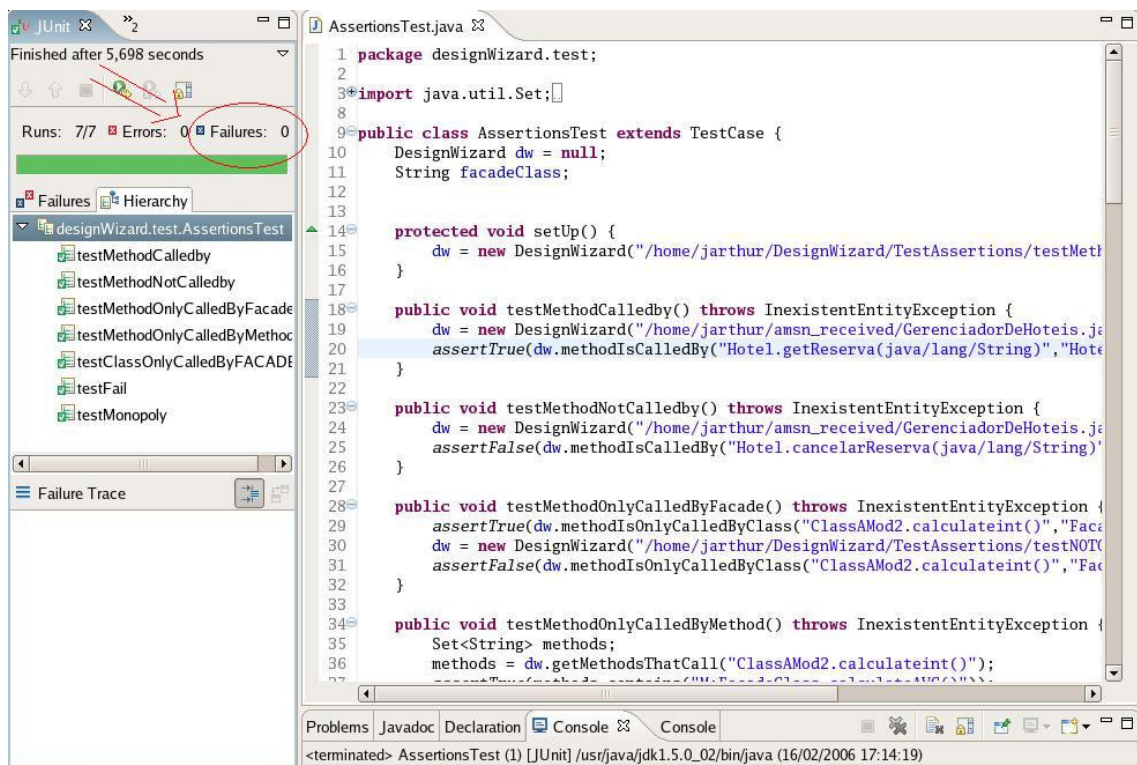 JUnit
2
Finished after 5,698 seconds
Runs: 7/7 Errors: 0 Failures: 0
Failures Hierarchy
designWizard.test.AssertionsTest
testMethodCalledby
testMethodNotCalledby
testMethodOnlyCalledByFacade
testMethodOnlyCalledByMethod
testClassOnlyCalledByFACADE
testFail
testMonopoly
Failure Trace
AssertionsTest.java
1 package designWizard.test;
2
3 import java.util.Set;
8
9 public class AssertionsTest extends TestCase {
10 DesignWizard dw = null;
11 String facadeClass;
12
13
14 protected void setUp() {
15 dw = new DesignWizard("/home/jarthur/DesignWizard/TestAssertions/testMeth
16 }
17
18 public void testMethodCalledby() throws InexistentEntityException {
19 dw = new DesignWizard("/home/jarthur/amsn_received/GerenciadorDeHoteis.ja
20 assertTrue(dw.methodIsCalledBy("Hotel.getReserva(java/lang/String)","Hote
21 }
22
23 public void testMethodNotCalledby() throws InexistentEntityException {
24 dw = new DesignWizard("/home/jarthur/amsn_received/GerenciadorDeHoteis.ja
25 assertFalse(dw.methodIsCalledBy("Hotel.cancelarReserva(java/lang/String)"
26 }
27
28 public void testMethodOnlyCalledByFacade() throws InexistentEntityException {
29 assertTrue(dw.methodIsOnlyCalledByClass("ClassAMod2.calculateint()","Faca
30 dw = new DesignWizard("/home/jarthur/DesignWizard/TestAssertions/testNOTO
31 assertFalse(dw.methodIsOnlyCalledByClass("ClassAMod2.calculateint()","Fac
32 }
33
34 public void testMethodOnlyCalledByMethod() throws InexistentEntityException {
35 Set<String> methods;
36 methods = dw.getMethodsThatCall("ClassAMod2.calculateint()");
Problems Javadoc Declaration Console Console
<terminated> AssertionsTest (1) [JUnit] /usr/java/jdk1.5.0_02/bin/java (16/02/2006 17:14:19)